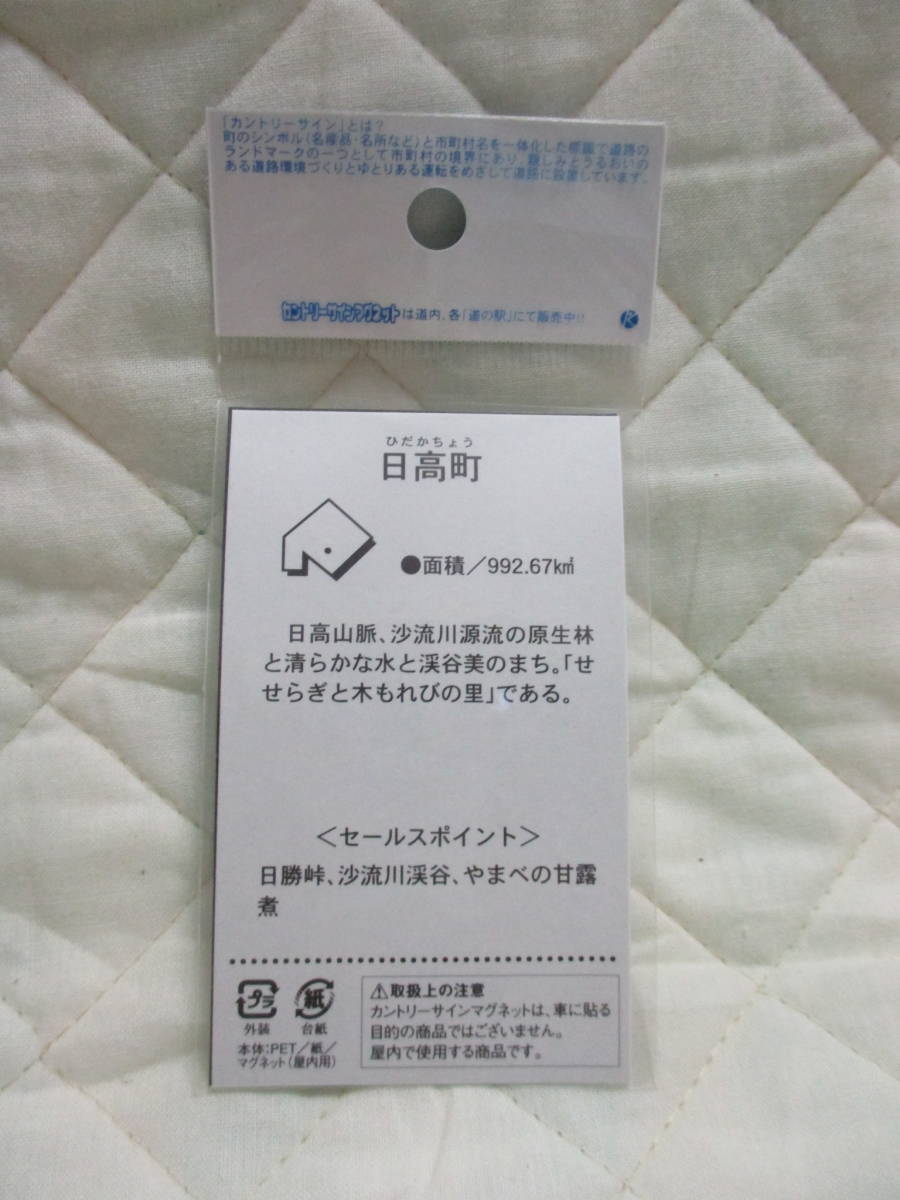 「カントリーサイン」とは?
町のシンボル(名産品・名所など)と市町村名を一体化した標識で道路の
ランドマークの一つとして市町村の境界にあり、親しみとうるおいの
ある道路環境づくりとゆとりある運転をめざして道路に設置しています。
カントリーサインマグネットは道内、各「道の駅」にて販売中!!
ひだかちょう
日高町
●面積/992.67k㎡
日高山脈、沙流川源流の原生林
と清らかな水と渓谷美のまち。「せ
せらぎと木もれびの里」である。
<セールスポイント>
日勝峠、沙流川渓谷、やまべの甘露
煮
プラ 紙
外装 台紙
本体:PET/紙/
マグネット(屋内用)
⚠取扱上の注意
カントリーサインマグネットは、車に貼る
目的の商品ではございません。
屋内で使用する商品です。